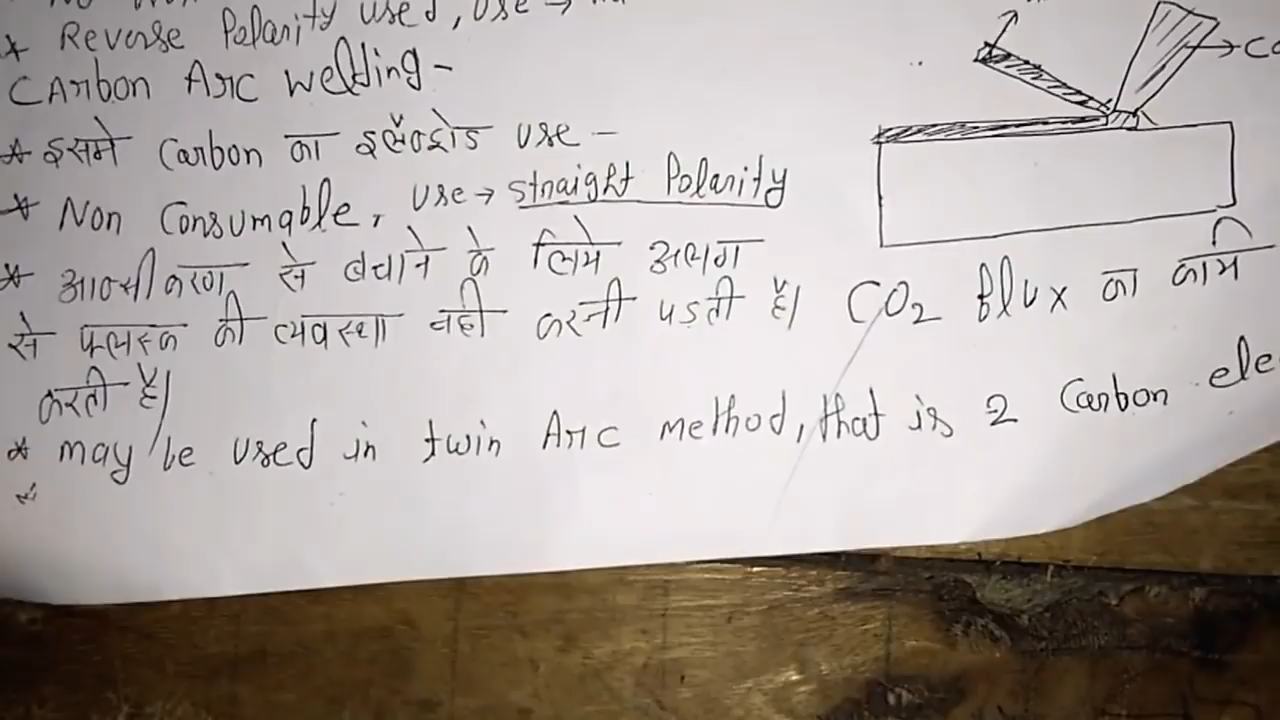 * Reverse Polarity used, use →
CArbon Arc welding -
* इसमे Carbon का इलॅक्ट्रोड use -
* Non Consumable, use → straight Polarity
* आक्सीकरण से बचाने के लिये अलग
से फ्लक्स की व्यवस्था नही करनी पडती है। CO2 flux का कार्य
करती है।
* may be used in twin Arc method, that is 2 Carbon ele
*